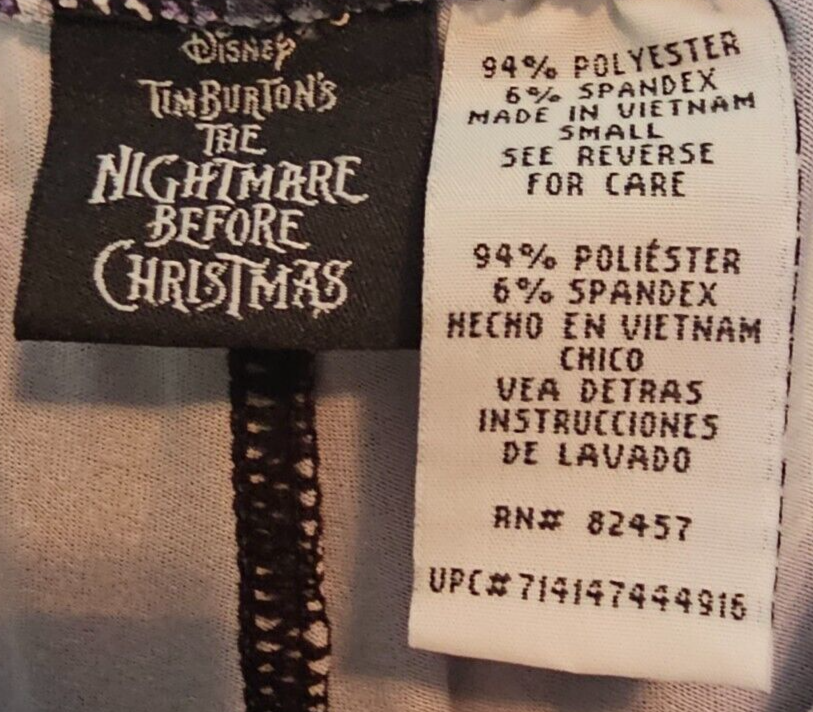 Disney
TIM BURTON'S
THE
NIGHTMARE
BEFORE
CHRISTMAS
94% POLYESTER
6% SPANDEX
MADE IN VIETNAM
SMALL
SEE REVERSE
FOR CARE
94% POLIÉSTER
6% SPANDEX
HECHO EN VIETNAM
CHICO
VEA DETRAS
INSTRUCCIONES
DE LAVADO
RN# 82457
UPC#714147444916